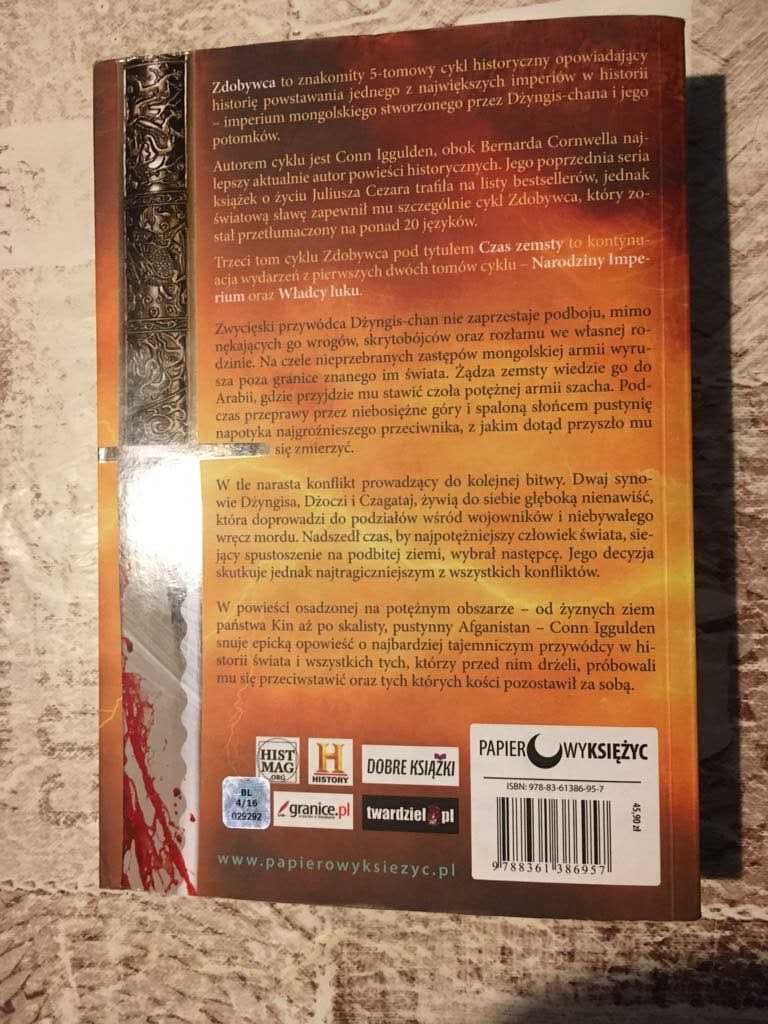 Zdobywca to znakomity 5-tomowy cykl historyczny opowiadający
historię powstawania jednego z największych imperiów w historii
– imperium mongolskiego stworzonego przez Dżyngis-chana i jego
potomków.
Autorem cyklu jest Conn Iggulden, obok Bernarda Cornwella naj-
lepszy aktualnie autor powieści historycznych. Jego poprzednia seria
książek o życiu Juliusza Cezara trafiła na listy bestsellerów, jednak
światową sławę zapewnił mu szczególnie cykl Zdobywca, który zo-
stał przetłumaczony na ponad 20 języków.
Trzeci tom cyklu Zdobywca pod tytułem Czas zemsty to kontynu-
acja wydarzeń z pierwszych dwóch tomów cyklu – Narodziny Impe-
rium oraz Władcy łuku.
Zwycięski przywódca Dżyngis-chan nie zaprzestaje podboju, mimo
nękających go wrogów, skrytobójców oraz rozłamu we własnej ro-
dzinie. Na czele nieprzebranych zastępów mongolskiej armii wyru-
sza poza granice znanego im świata. Żądza zemsty wiedzie go do
Arabii, gdzie przyjdzie mu stawić czoła potężnej armii szacha. Pod-
czas przeprawy przez niebosiężne góry i spaloną słońcem pustynię
napotyka najgroźniejszego przeciwnika, z jakim dotąd przyszło mu
się zmierzyć.
W tle narasta konflikt prowadzący do kolejnej bitwy. Dwaj syno-
wie Dżyngisa, Dżoczi i Czagataj, żywią do siebie głęboką nienawiść,
która doprowadzi do podziałów wśród wojowników i niebywałego
wręcz mordu. Nadszedł czas, by najpotężniejszy człowiek świata, sie-
jący spustoszenie na podbitej ziemi, wybrał następcę. Jego decyzja
skutkuje jednak najtragiczniejszym z wszystkich konfliktów.
W powieści osadzonej na potężnym obszarze – od żyznych ziem
państwa Kin aż po skalisty, pustynny Afganistan – Conn Iggulden
snuje epicką opowieść o najbardziej tajemniczym przywódcy w hi-
storii świata i wszystkich tych, którzy przed nim drżeli, próbowali
mu się przeciwstawić oraz tych których kości pozostawił za sobą.
HIST
MAG
.ORG
H
HISTORY
DOBRE KSIĄŻKI
BL
4/16
029292
granice.pl
twardziel.pl
www.papierowyksiezyc.pl
PAPIEROWY KSIĘŻYC
ISBN: 978-83-61386-95-7
9 788361 386957
45,90 zł